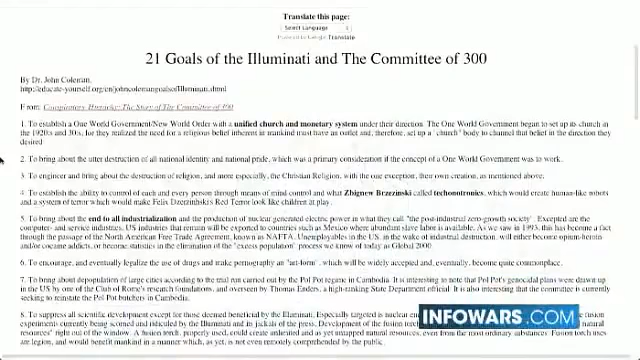 Translate this page:
Select Language
Powered by Google Translate
21 Goals of the Illuminati and The Committee of 300
By Dr. John Coleman.
http://educate-yourself.org/cn/johncolemangoalsofIlluminati.shtml
From: Conspirators' Hierarchy: The Story of The Committee of 300
1. To establish a One World Government/New World Order with a unified church and monetary system under their direction. The One World Government began to set up its church in
the 1920s and 30s, for they realized the need for a religious belief inherent in mankind must have an outlet and, therefore, set up a "church" body to channel that belief in the direction they
desired.
2. To bring about the utter destruction of all national identity and national pride, which was a primary consideration if the concept of a One World Government was to work.
3. To engineer and bring about the destruction of religion, and more especially, the Christian Religion, with the one exception, their own creation, as mentioned above.
4. To establish the ability to control of each and every person through means of mind control and what Zbignew Brzezinski called techonotronics, which would create human-like robots
and a system of terror which would make Felix Dzerzhinski's Red Terror look like children at play.
5. To bring about the end to all industrialization and the production of nuclear generated electric power in what they call "the post-industrial zero-growth society". Excepted are the
computer- and service industries. US industries that remain will be exported to countries such as Mexico where abundant slave labor is available. As we saw in 1993, this has become a fact
through the passage of the North American Free Trade Agreement, known as NAFTA. Unemployables in the US, in the wake of industrial destruction, will either become opium-heroin
and/or cocaine addicts, or become statistics in the elimination of the "excess population" process we know of today as Global 2000.
6. To encourage, and eventually legalize the use of drugs and make pornography an "art-form", which will be widely accepted and, eventually, become quite commonplace.
7. To bring about depopulation of large cities according to the trial run carried out by the Pol Pot regime in Cambodia. It is interesting to note that Pol Pot's genocidal plans were drawn up
in the US by one of the Club of Rome's research foundations, and overseen by Thomas Enders, a high-ranking State Department official. It is also interesting that the committee is currently
seeking to reinstate the Pol Pot butchers in Cambodia.
8. To suppress all scientific development except for those deemed beneficial by the Illuminati. Especially targeted is nuclear en
fusion
experiments currently being scorned and ridiculed by the Illuminati and its jackals of the press. Development of the fusion torch
natural
resources" right out of the window. A fusion torch, properly used, could create unlimited and as yet untapped natural resources, even from the most ordinary substances. Fusion torch uses
are legion, and would benefit mankind in a manner which, as yet, is not even remotely comprehended by the public.
INFOWARS.COM